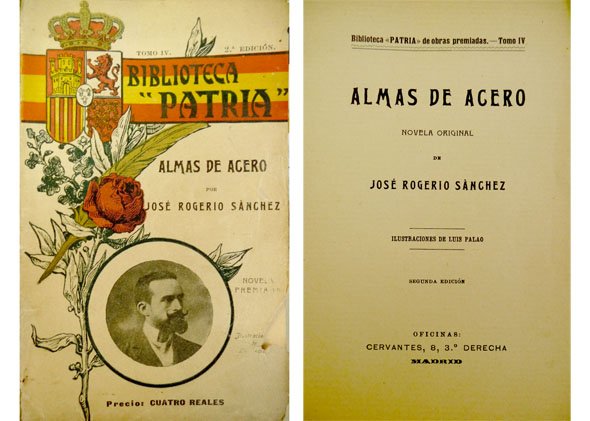 TOMO IV. 2.ª EDICIÓN.
BIBLIOTECA
"PATRIA"
ALMAS DE ACERO
POR
JOSÉ ROGERIO SÁNCHEZ
NOVELA
PREMIADA
Precio: CUATRO REALES
Biblioteca «PATRIA» de obras premiadas.—Tomo IV
ALMAS DE ACERO
NOVELA ORIGINAL
DE
JOSÉ ROGERIO SÁNCHEZ
ILUSTRACIONES DE LUIS PALAO
SEGUNDA EDICIÓN
OFICINAS:
CERVANTES, 8, 3.º DERECHA
MADRID